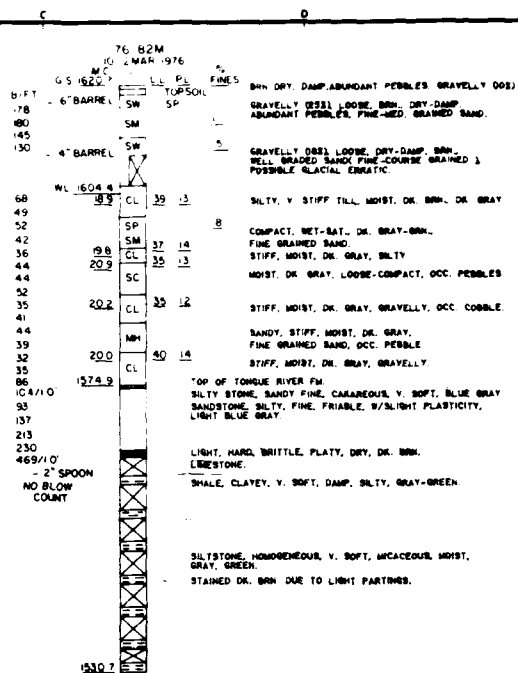 C D
76 82M
2 MAR 1976
M.C. %
G S 1620 L.L. P.L. FINES
TOPSOIL BRN DRY, DAMP, ABUNDANT PEBBLES, GRAVELLY
BL/FT - 6" BARREL SW SP GRAVELLY (25%), LOOSE, BRN., DRY-DAMP,
178 ABUNDANT PEBBLES, FINE-MED. GRAINED SAND.
180 SM
145 SW 5
130 - 4" BARREL GRAVELLY LOOSE, DRY-DAMP, BRN.,
WELL GRADED SAND( FINE-COURSE GRAINED )
POSSIBLE GLACIAL ERRATIC.
WL 1604.4
68 18.9 CL 39 13 SILTY, V STIFF TILL, MOIST, DK. BRN., DK GRAY
49
52 SP 8 COMPACT, WET-SAT., DK. GRAY-BRN.,
42 SM 37 14 FINE GRAINED SAND.
36 19.8 CL 35 13 STIFF, MOIST, DK. GRAY, SILTY
44 20.9
44 SC MOIST, DK GRAY, LOOSE-COMPACT, OCC. PEBBLES
52
35 20.2 CL 35 12 STIFF, MOIST, DK. GRAY, GRAVELLY, OCC. COBBLE.
41
44 MH SANDY, STIFF, MOIST, DK. GRAY,
39 FINE GRAINED SAND, OCC. PEBBLE
32 20.0 40 14
35 CL STIFF, MOIST, DK. GRAY, GRAVELLY.
86 1574.9 TOP OF TONGUE RIVER FM.
104/1.0' SILTY STONE, SANDY FINE, CAKAREOUS, V. SOFT, BLUE GRAY
93 SANDSTONE, SILTY, FINE, FRIABLE, W/SLIGHT PLASTICITY,
137 LIGHT BLUE GRAY.
213
230 LIGHT, HARD, BRITTLE, PLATY, DRY, DK. BRN.
469/1.0' LIMESTONE.
- 2" SPOON SHALE, CLAYEY, V. SOFT, DAMP, SILTY, GRAY-GREEN.
NO BLOW
COUNT
SILTSTONE, HOMOGENEOUS, V. SOFT, MICACEOUS, MOIST,
GRAY, GREEN.
STAINED DK. BRN DUE TO LIGHT PARTINGS.
1530.7